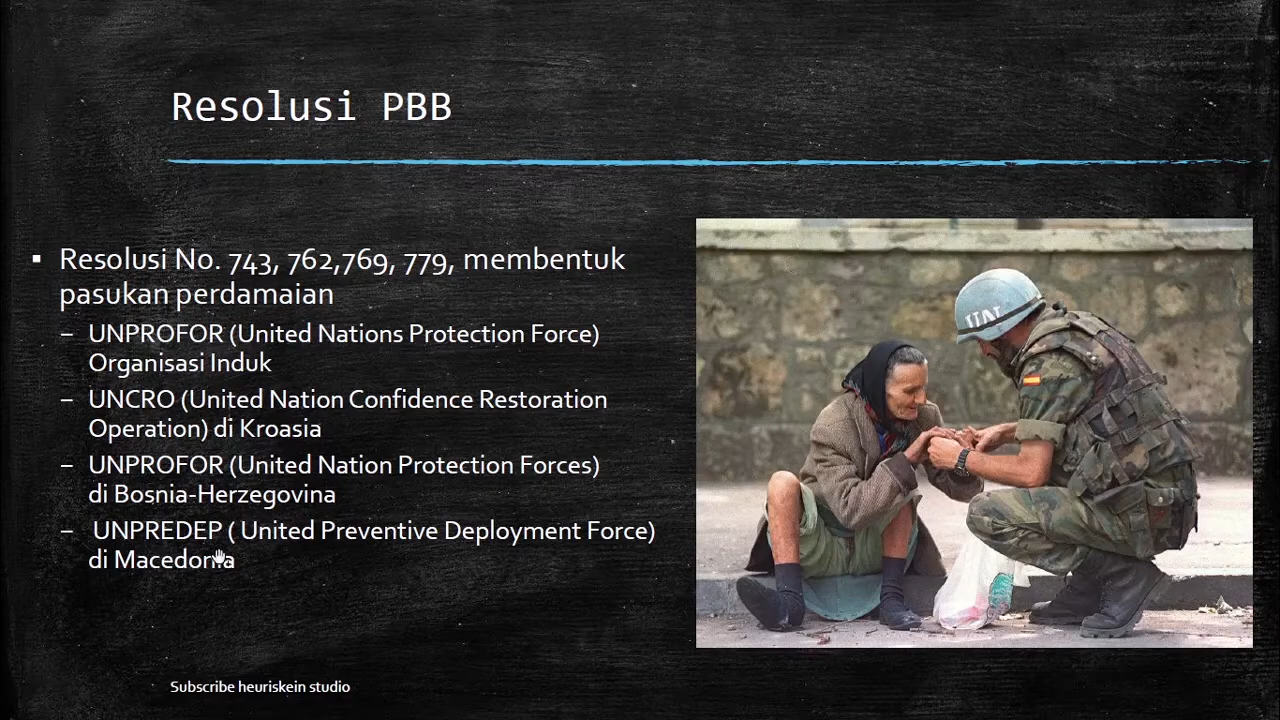 Resolusi PBB
▪ Resolusi No. 743, 762,769, 779, membentuk
pasukan perdamaian
– UNPROFOR (United Nations Protection Force)
Organisasi Induk
– UNCRO (United Nation Confidence Restoration
Operation) di Kroasia
– UNPROFOR (United Nation Protection Forces)
di Bosnia-Herzegovina
– UNPREDEP ( United Preventive Deployment Force)
di Macedonia
UN
Subscribe heuriskein studio